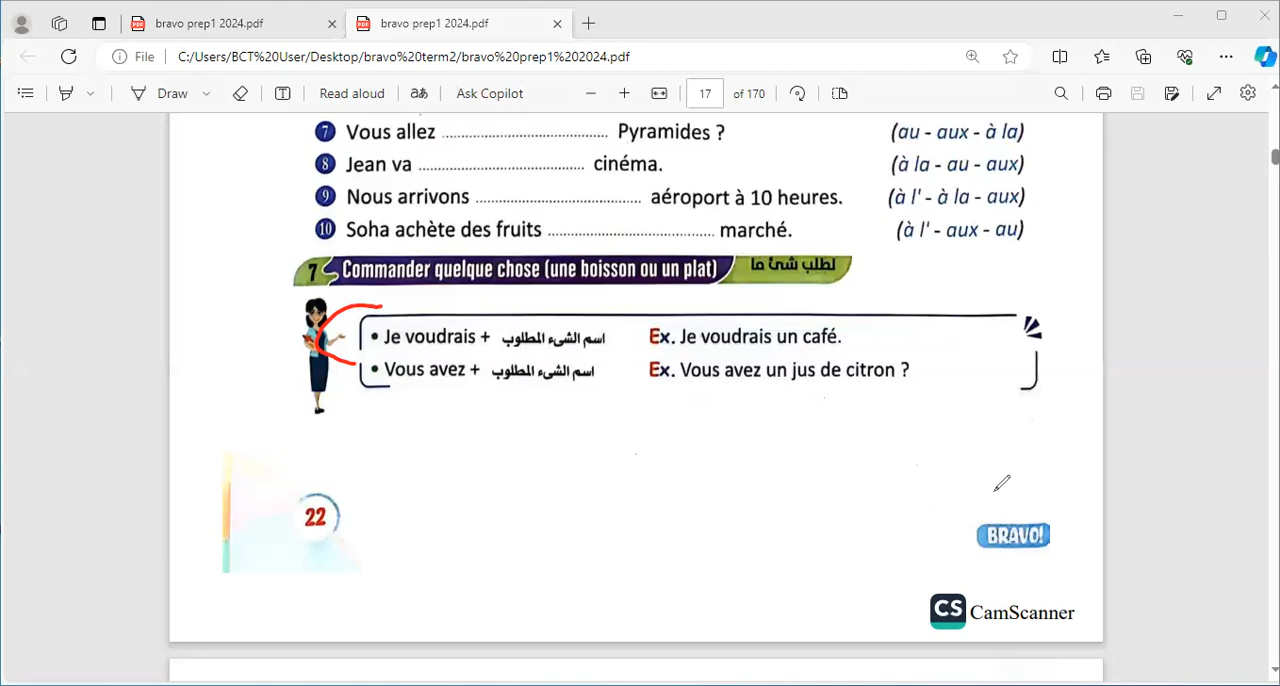 bravo prep1 2024.pdf
bravo prep1 2024.pdf
File
C:/Users/BCT%20User/Desktop/bravo%20term2/bravo%20prep1%202024.pdf
Draw
Read aloud
aあ
Ask Copilot
17 of 170
7 Vous allez ................................. Pyramides ? (au - aux - à la)
8 Jean va ................................. cinéma. (à la - au - aux)
9 Nous arrivons ................................. aéroport à 10 heures. (à l' - à la - aux)
10 Soha achète des fruits ................................. marché. (à l' - aux - au)
7 Commander quelque chose (une boisson ou un plat) لطلب شئ ما
• Je voudrais + اسم الشىء المطلوب Ex. Je voudrais un café.
• Vous avez + اسم الشىء المطلوب Ex. Vous avez un jus de citron ?
22
BRAVO!
CS CamScanner